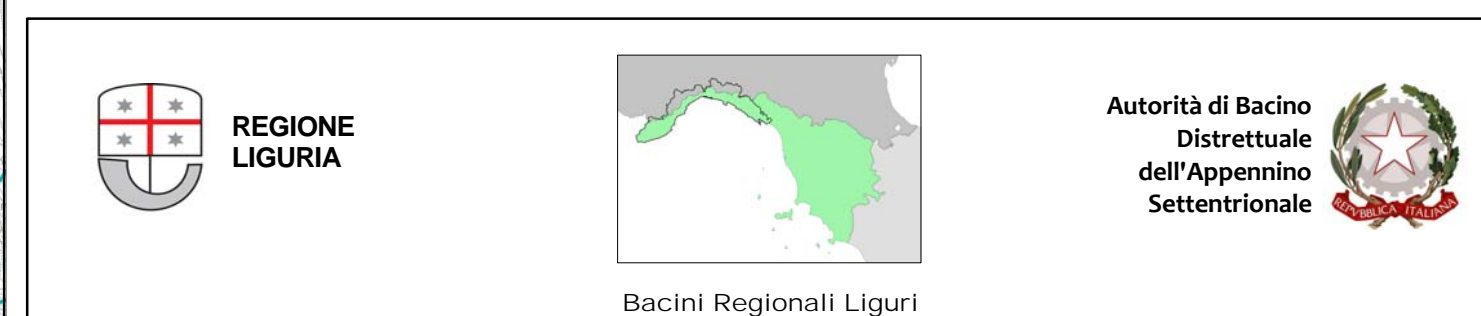 REGIONE
LIGURIA
Autorità di Bacino
Distrettuale
dell'Appennino
Settentrionale
REPVBBLICA ITALIANA
Bacini Regionali Liguri